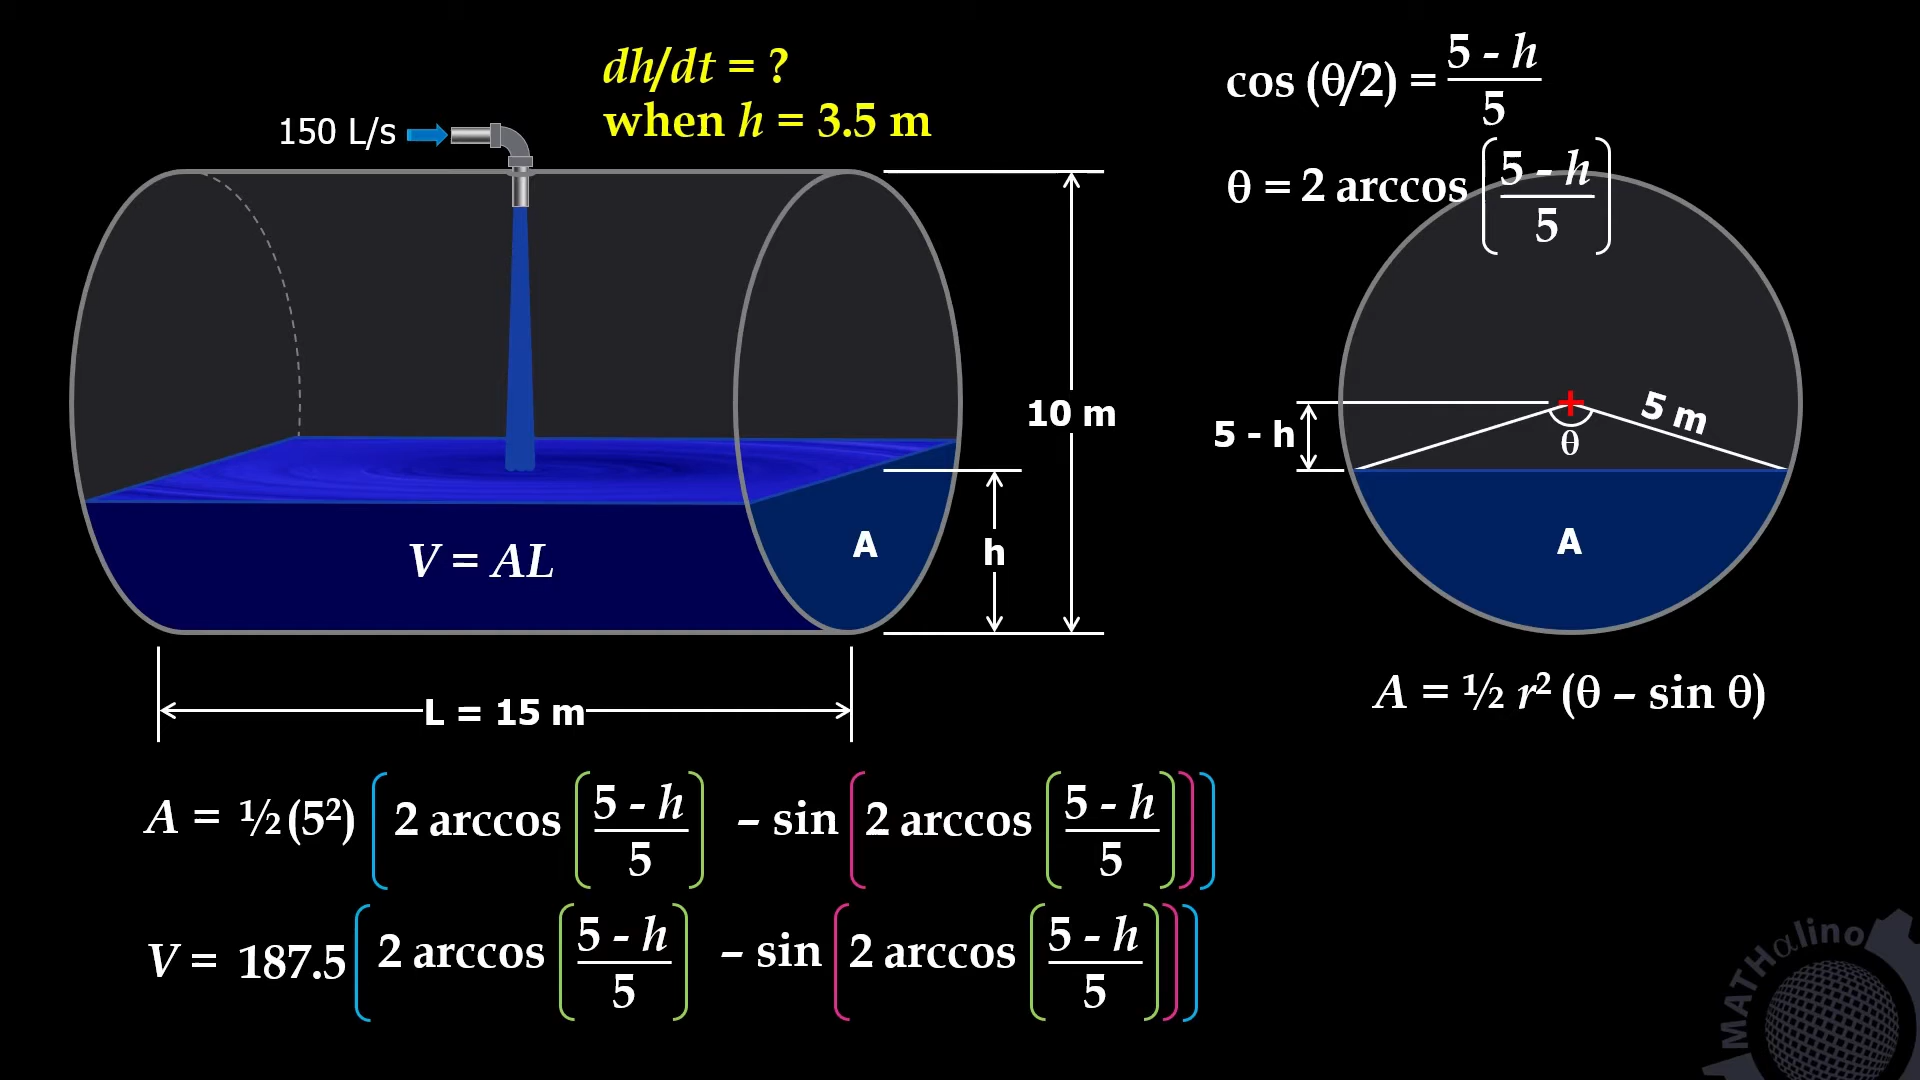 dh/dt = ?
when h = 3.5 m
150 L/s
10 m
h
A
V = AL
L = 15 m
cos (θ/2) = 5 - h / 5
θ = 2 arccos (5 - h / 5)
5 - h
5 m
θ
A
A = ½ r² (θ – sin θ)
A = ½ (5²) (2 arccos (5 - h / 5) – sin (2 arccos (5 - h / 5)))
V = 187.5 (2 arccos (5 - h / 5) – sin (2 arccos (5 - h / 5)))
MATHαlino